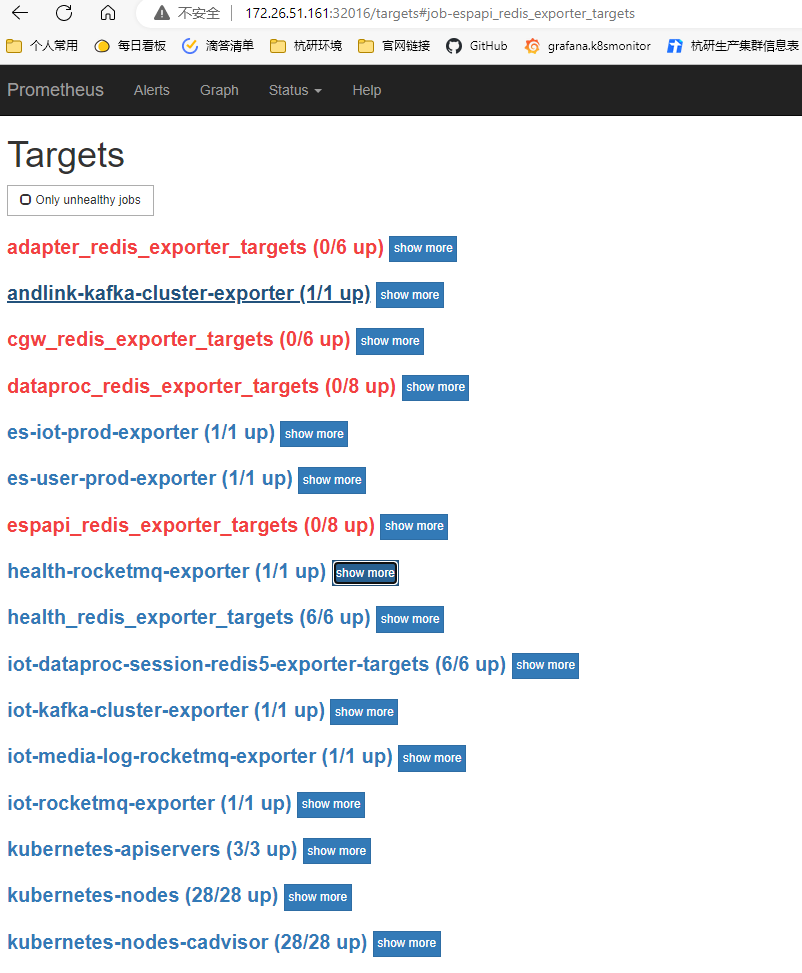 不安全 172.26.51.161:32016/targets#job-espapi_redis_exporter_targets
个人常用 每日看板 滴答清单 杭研环境 官网链接 GitHub grafana.k8smonitor 杭研生产集群信息表
Prometheus Alerts Graph Status Help
Targets
Only unhealthy jobs
adapter_redis_exporter_targets (0/6 up) show more
andlink-kafka-cluster-exporter (1/1 up) show more
cgw_redis_exporter_targets (0/6 up) show more
dataproc_redis_exporter_targets (0/8 up) show more
es-iot-prod-exporter (1/1 up) show more
es-user-prod-exporter (1/1 up) show more
espapi_redis_exporter_targets (0/8 up) show more
health-rocketmq-exporter (1/1 up) show more
health_redis_exporter_targets (6/6 up) show more
iot-dataproc-session-redis5-exporter-targets (6/6 up) show more
iot-kafka-cluster-exporter (1/1 up) show more
iot-media-log-rocketmq-exporter (1/1 up) show more
iot-rocketmq-exporter (1/1 up) show more
kubernetes-apiservers (3/3 up) show more
kubernetes-nodes (28/28 up) show more
kubernetes-nodes-cadvisor (28/28 up) show more